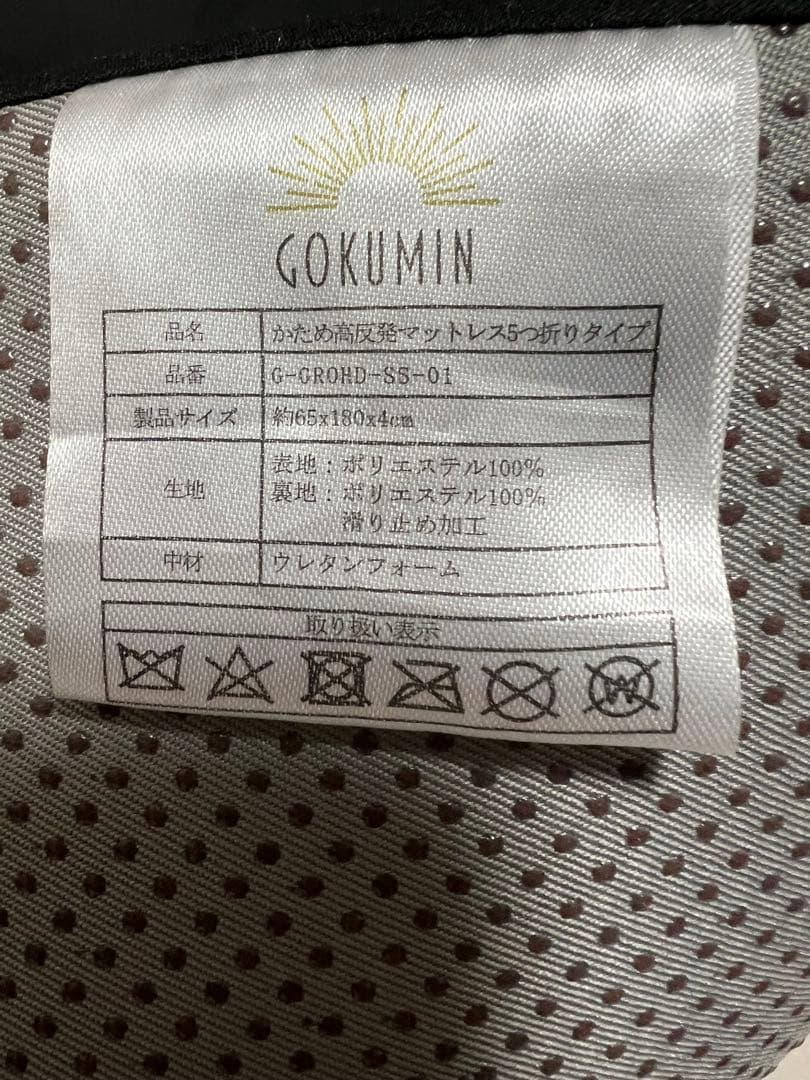 GOKUMIN
品名 かため高反発マットレス5つ折りタイプ
品番 G-GROHD-SS-01
製品サイズ 約65x180x4cm
生地 表地：ポリエステル100%
裏地：ポリエステル100%
滑り止め加工
中材 ウレタンフォーム
取り扱い表示
W